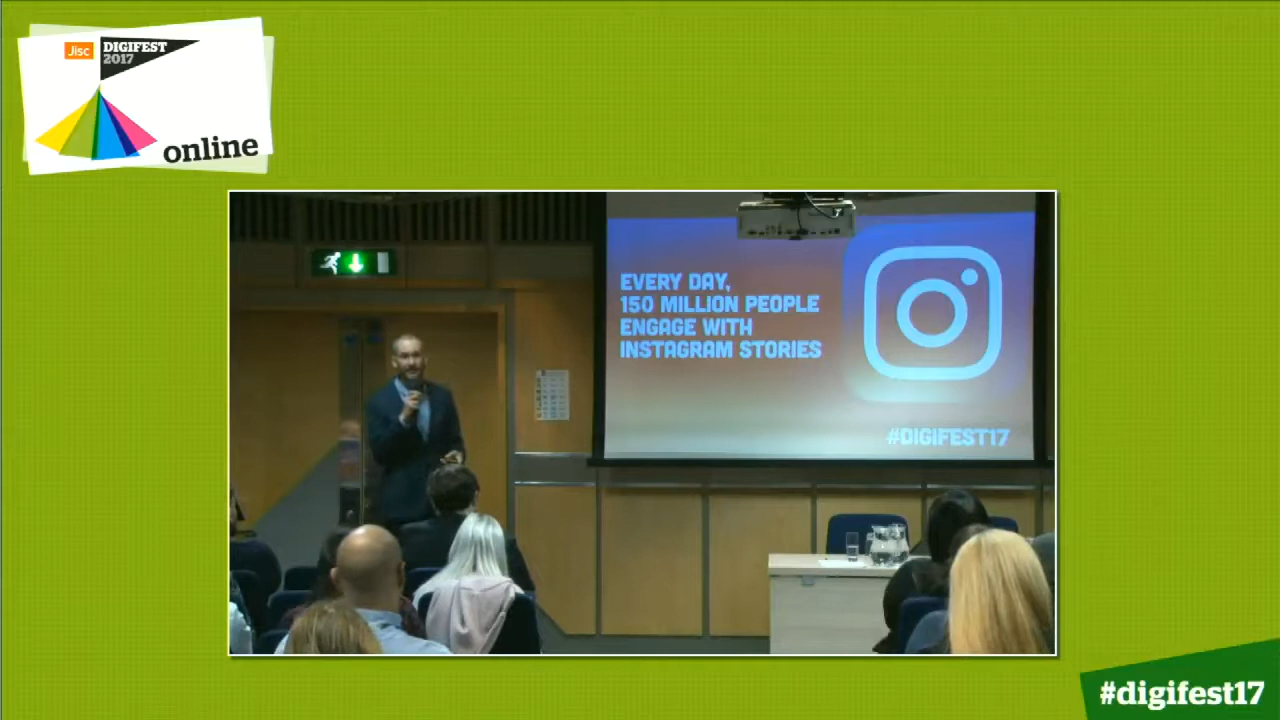 Jisc
DIGIFEST
2017
online
EVERY DAY,
150 MILLION PEOPLE
ENGAGE WITH
INSTAGRAM STORIES
#DIGIFEST17
#digifest17